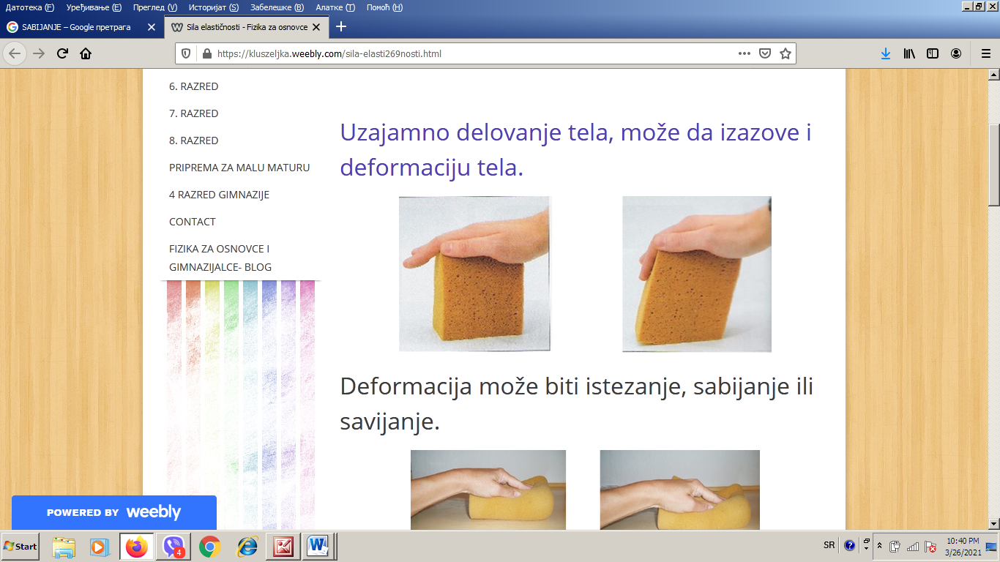 Датотека (F) Уређивање (E) Преглед (V) Историјат (S) Забелешке (B) Алатке (T) Помоћ (H)
SABIJANJE – Google претрага
Sila elastičnosti - Fizika za osnovce
https://kluszeljka.weebly.com/sila-elasti269nosti.html
6. RAZRED
7. RAZRED
8. RAZRED
PRIPREMA ZA MALU MATURU
4 RAZRED GIMNAZIJE
CONTACT
FIZIKA ZA OSNOVCE I
GIMNAZIJALCE- BLOG
Uzajamno delovanje tela, može da izazove i
deformaciju tela.
Deformacija može biti istezanje, sabijanje ili
savijanje.
POWERED BY weebly
Start
4
SR
10:40 PM
3/26/2021